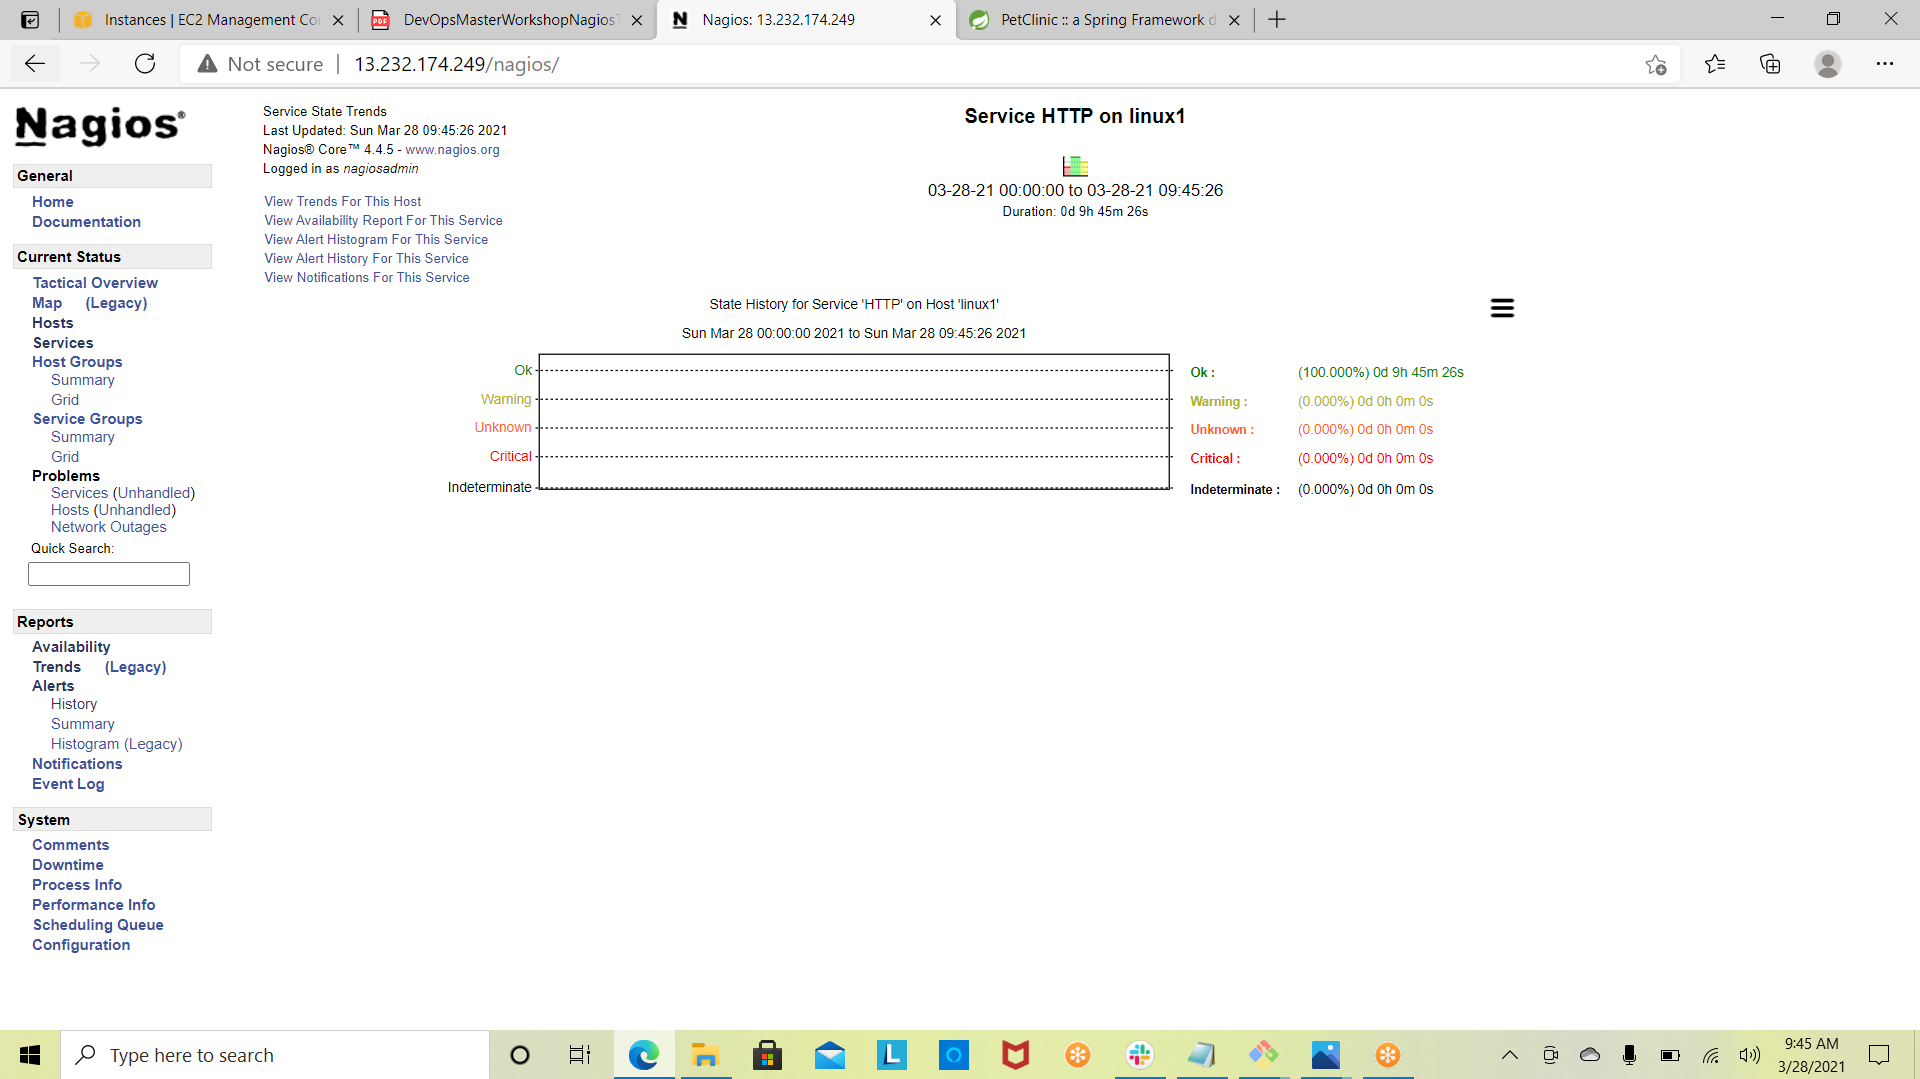 Instances | EC2 Management Co
DevOpsMasterWorkshopNagios
Nagios: 13.232.174.249
PetClinic :: a Spring Framework d
Not secure
13.232.174.249/nagios/
Nagios®
General
Home
Documentation
Current Status
Tactical Overview
Map (Legacy)
Hosts
Services
Host Groups
Summary
Grid
Service Groups
Summary
Grid
Problems
Services (Unhandled)
Hosts (Unhandled)
Network Outages
Quick Search:
Reports
Availability
Trends (Legacy)
Alerts
History
Summary
Histogram (Legacy)
Notifications
Event Log
System
Comments
Downtime
Process Info
Performance Info
Scheduling Queue
Configuration
Service State Trends
Last Updated: Sun Mar 28 09:45:26 2021
Nagios® Core™ 4.4.5 - www.nagios.org
Logged in as nagiosadmin
View Trends For This Host
View Availability Report For This Service
View Alert Histogram For This Service
View Alert History For This Service
View Notifications For This Service
Service HTTP on linux1
03-28-21 00:00:00 to 03-28-21 09:45:26
Duration: 0d 9h 45m 26s
State History for Service 'HTTP' on Host 'linux1'
Sun Mar 28 00:00:00 2021 to Sun Mar 28 09:45:26 2021
Ok
Warning
Unknown
Critical
Indeterminate
Ok : (100.000%) 0d 9h 45m 26s
Warning : (0.000%) 0d 0h 0m 0s
Unknown : (0.000%) 0d 0h 0m 0s
Critical : (0.000%) 0d 0h 0m 0s
Indeterminate : (0.000%) 0d 0h 0m 0s
Type here to search
9:45 AM
3/28/2021